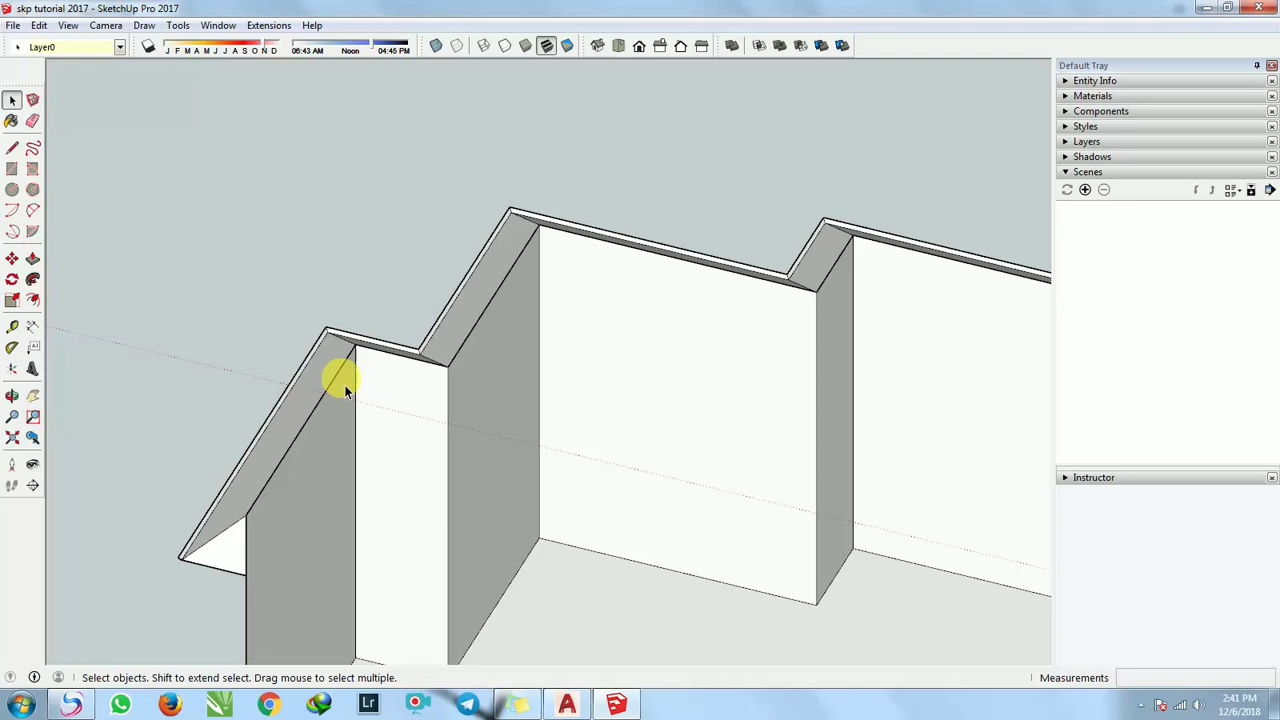 skp tutorial 2017 - SketchUp Pro 2017
File Edit View Camera Draw Tools Window Extensions Help
Layer0
J F M A M J J A S O N D
06:43 AM Noon 04:45 PM
Default Tray
Entity Info
Materials
Components
Styles
Layers
Shadows
Scenes
Instructor
Select objects. Shift to extend select. Drag mouse to select multiple.
Measurements
Lr
2:41 PM
12/6/2018